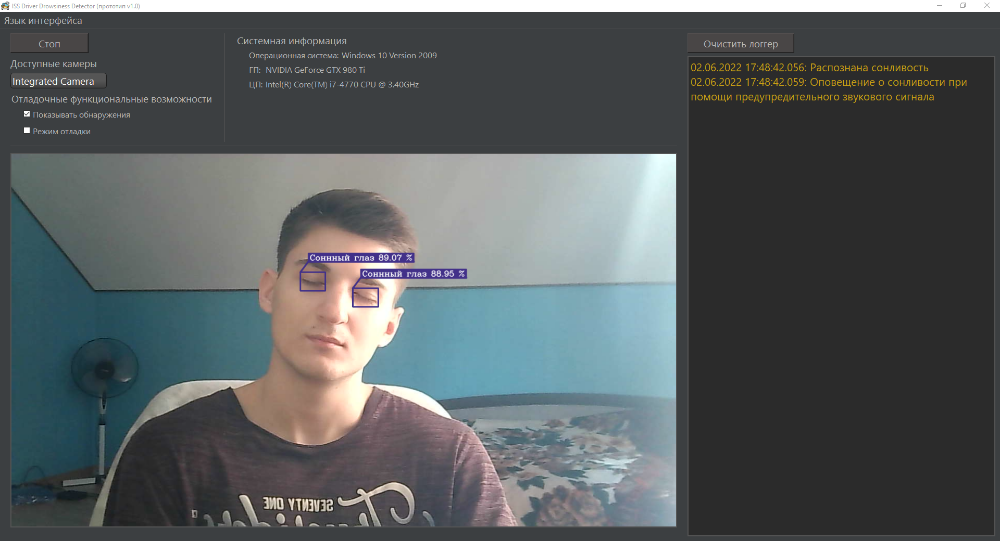 ISS Driver Drowsiness Detector (прототип v1.0)
Язык интерфейса
Стоп
Доступные камеры
Integrated Camera
Отладочные функциональные возможности
Показывать обнаружения
Режим отладки
Системная информация
Операционная система: Windows 10 Version 2009
ГП: NVIDIA GeForce GTX 980 Ti
ЦП: Intel(R) Core(TM) i7-4770 CPU @ 3.40GHz
Очистить логгер
02.06.2022 17:48:42.056: Распознана сонливость
02.06.2022 17:48:42.059: Оповещение о сонливости при
помощи предупредительного звукового сигнала
Соннный глаз 89.07 %
Соннный глаз 88.95 %
SEVENTY ONE